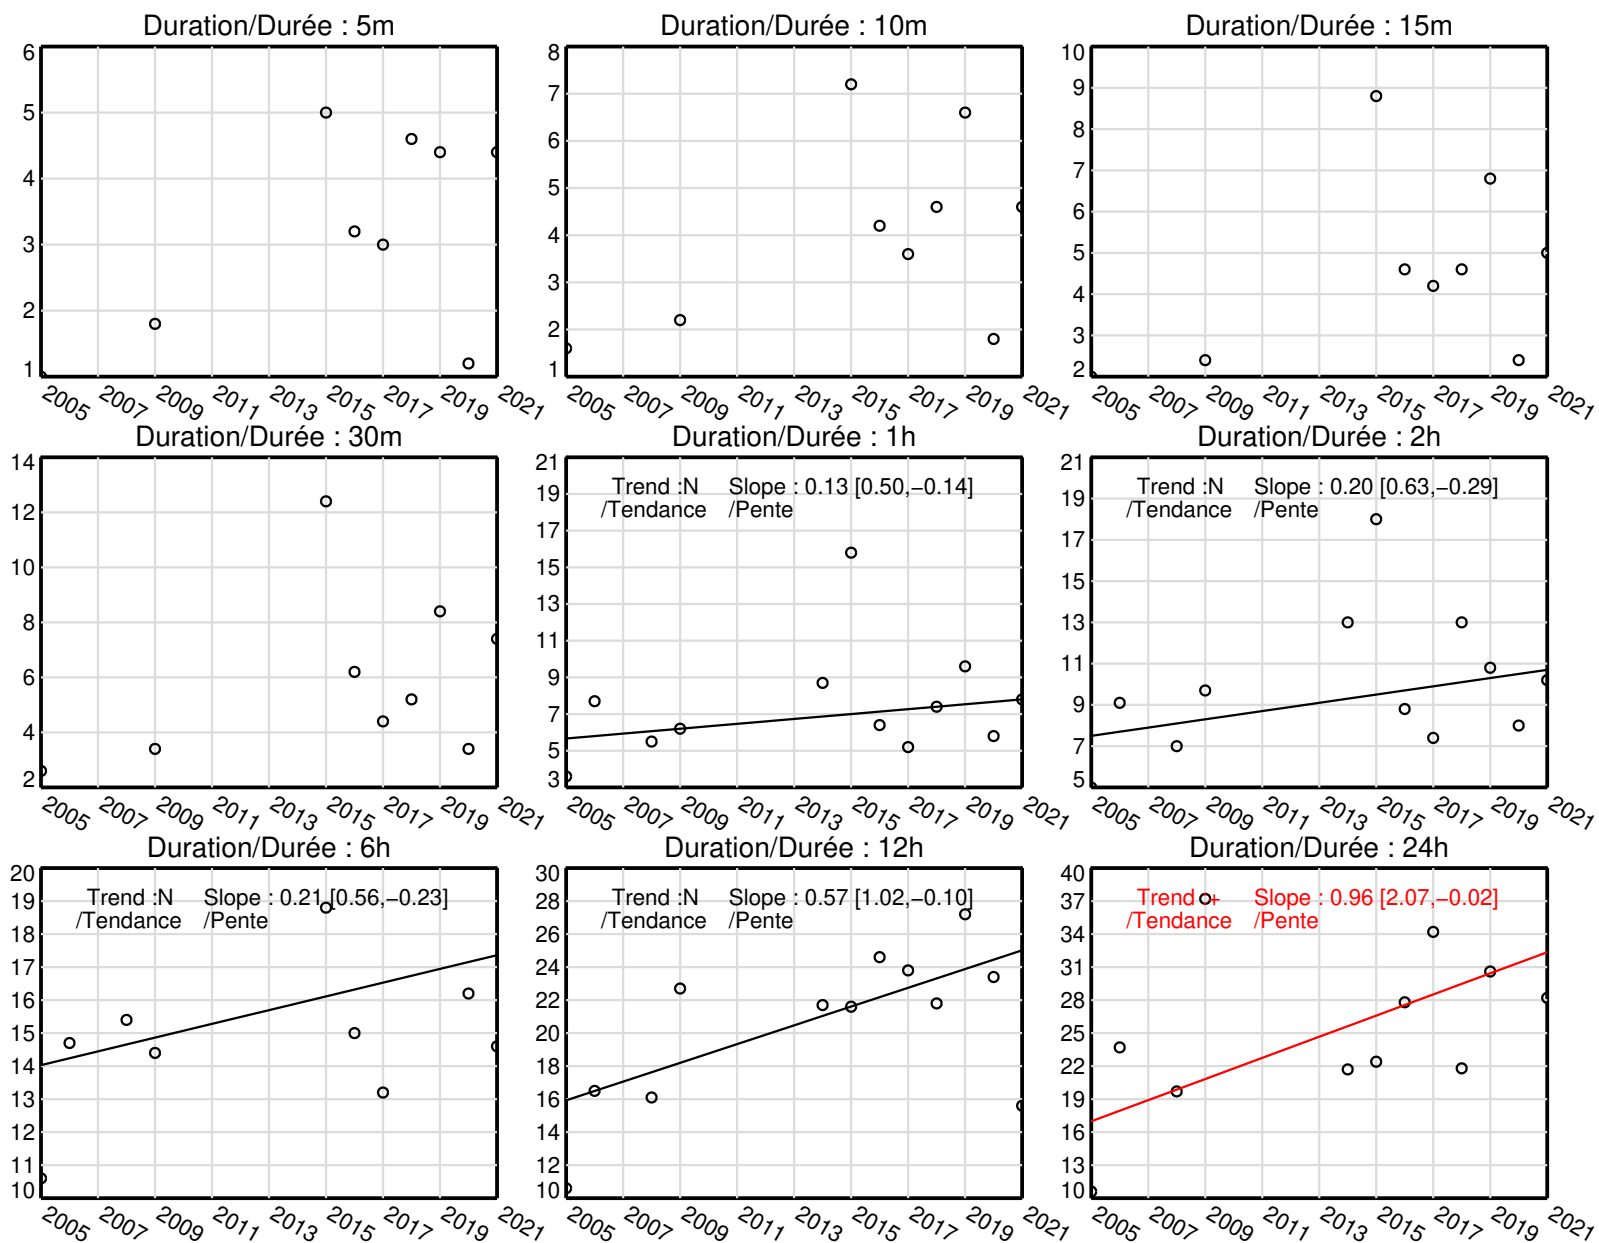 Duration/Durée : 5m
6
5
4
3
2
1
2005 2007 2009 2011 2013 2015 2017 2019 2021
Duration/Durée : 10m
8
7
6
5
4
3
2
1
2005 2007 2009 2011 2013 2015 2017 2019 2021
Duration/Durée : 15m
10
9
8
7
6
5
4
3
2
2005 2007 2009 2011 2013 2015 2017 2019 2021
Duration/Durée : 30m
14
12
10
8
6
4
2
2005 2007 2009 2011 2013 2015 2017 2019 2021
Duration/Durée : 1h
Trend :N Slope : 0.13 [0.50,−0.14]
/Tendance /Pente
21
19
17
15
13
11
9
7
5
3
2005 2007 2009 2011 2013 2015 2017 2019 2021
Duration/Durée : 2h
Trend :N Slope : 0.20 [0.63,−0.29]
/Tendance /Pente
21
19
17
15
13
11
9
7
5
2005 2007 2009 2011 2013 2015 2017 2019 2021
Duration/Durée : 6h
Trend :N Slope : 0.21 [0.56,−0.23]
/Tendance /Pente
20
19
18
17
16
15
14
13
12
11
10
2005 2007 2009 2011 2013 2015 2017 2019 2021
Duration/Durée : 12h
Trend :N Slope : 0.57 [1.02,−0.10]
/Tendance /Pente
30
28
26
24
22
20
18
16
14
12
10
2005 2007 2009 2011 2013 2015 2017 2019 2021
Duration/Durée : 24h
Trend :+ Slope : 0.96 [2.07,−0.02]
/Tendance /Pente
40
37
34
31
28
25
22
19
16
13
10
2005 2007 2009 2011 2013 2015 2017 2019 2021